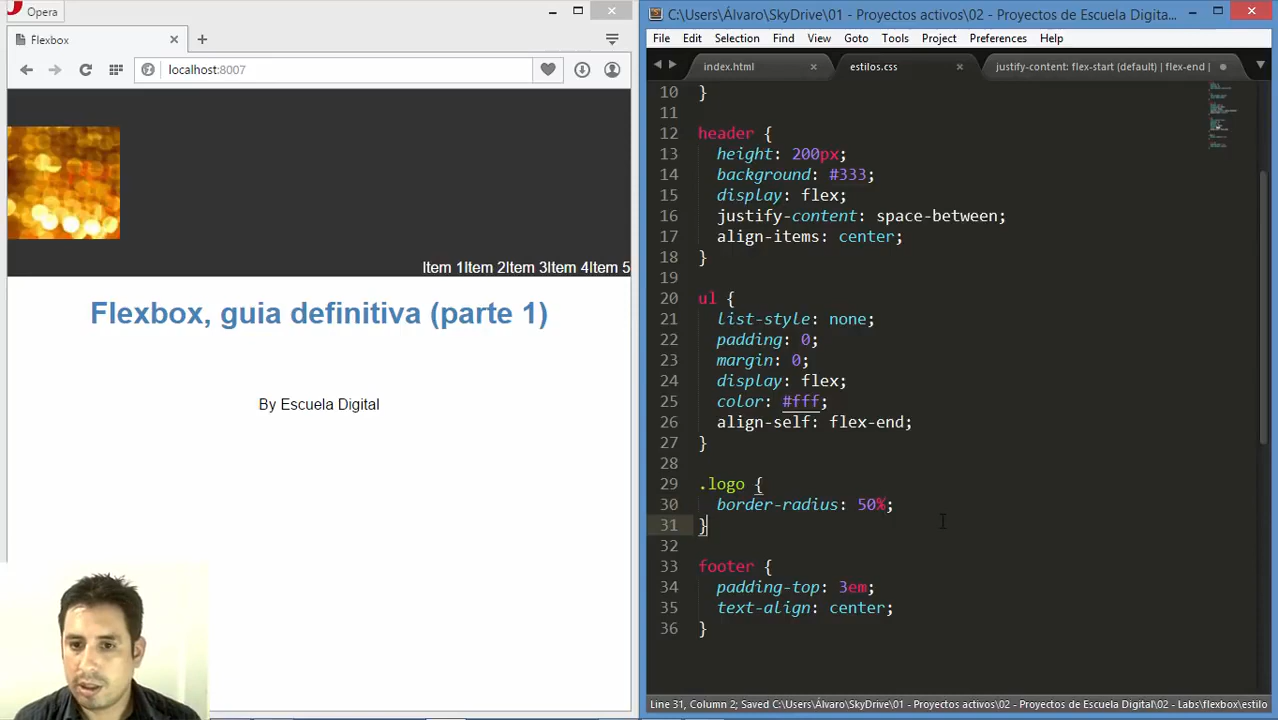 Opera
Flexbox
localhost:8007
Item 1Item 2Item 3Item 4Item 5
Flexbox, guia definitiva (parte 1)
By Escuela Digital
C:\Users\Álvaro\SkyDrive\01 - Proyectos activos\02 - Proyectos de Escuela Digita...
File Edit Selection Find View Goto Tools Project Preferences Help
index.html estilos.css justify-content: flex-start (default) | flex-end |
10 }
11
12 header {
13 height: 200px;
14 background: #333;
15 display: flex;
16 justify-content: space-between;
17 align-items: center;
18 }
19
20 ul {
21 list-style: none;
22 padding: 0;
23 margin: 0;
24 display: flex;
25 color: #fff;
26 align-self: flex-end;
27 }
28
29 .logo {
30 border-radius: 50%;
31 }
32
33 footer {
34 padding-top: 3em;
35 text-align: center;
36 }
Line 31, Column 2; Saved C:\Users\Álvaro\SkyDrive\01 - Proyectos activos\02 - Proyectos de Escuela Digital\02 - Labs\flexbox\estilo